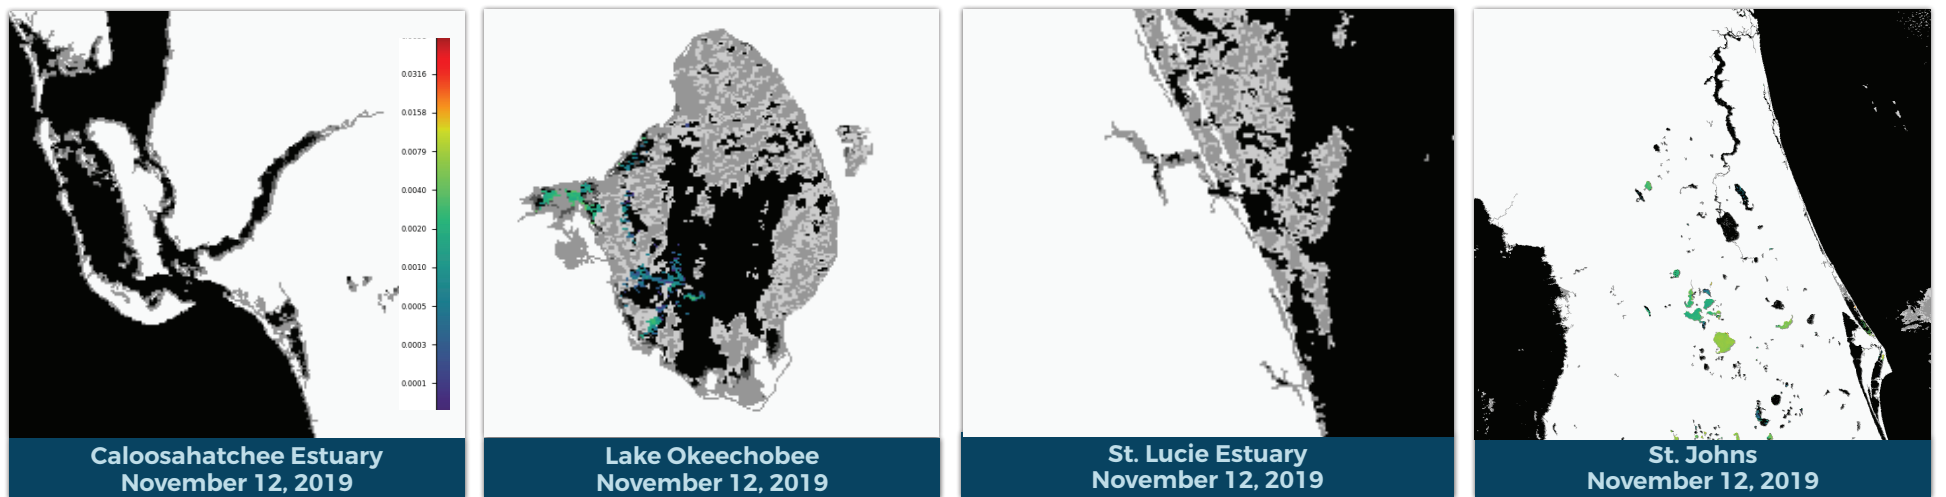 0.0316
0.0158
0.0079
0.0040
0.0020
0.0010
0.0005
0.0003
0.0001
Caloosahatchee Estuary
November 12, 2019
Lake Okeechobee
November 12, 2019
St. Lucie Estuary
November 12, 2019
St. Johns
November 12, 2019